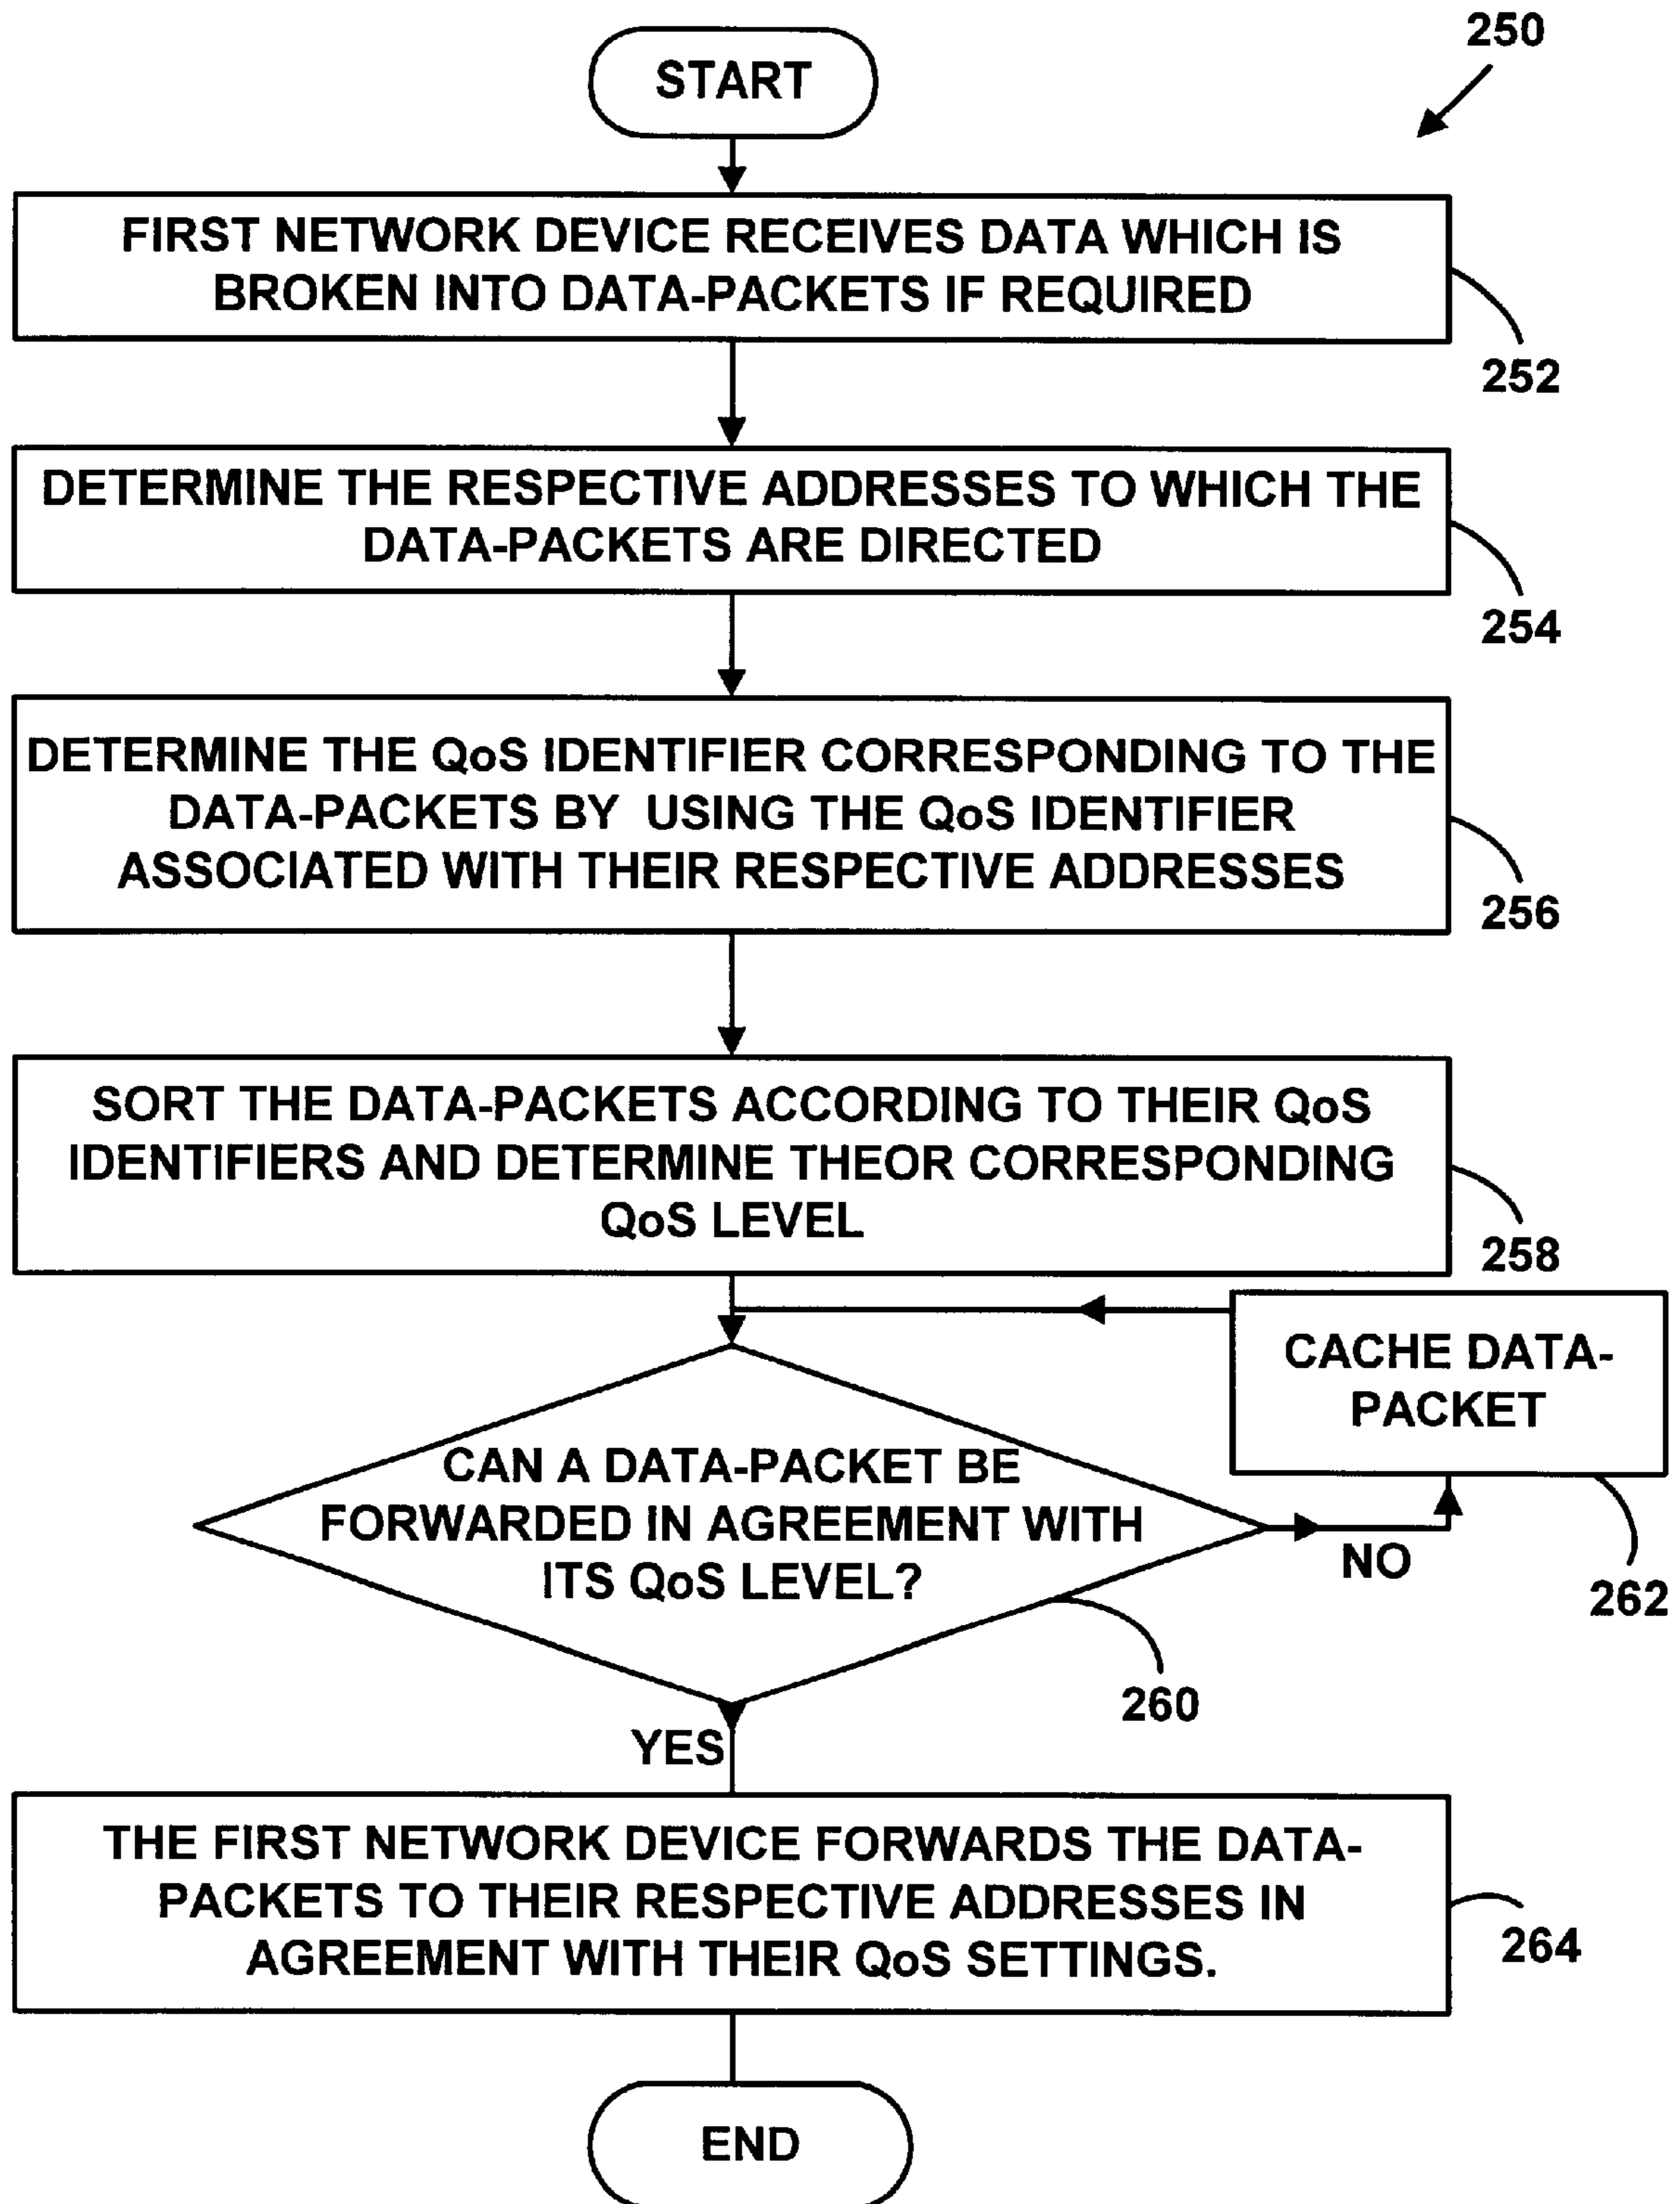 250
START
FIRST NETWORK DEVICE RECEIVES DATA WHICH IS
BROKEN INTO DATA-PACKETS IF REQUIRED
252
DETERMINE THE RESPECTIVE ADDRESSES TO WHICH THE
DATA-PACKETS ARE DIRECTED
254
DETERMINE THE QoS IDENTIFIER CORRESPONDING TO THE
DATA-PACKETS BY USING THE QoS IDENTIFIER
ASSOCIATED WITH THEIR RESPECTIVE ADDRESSES
256
SORT THE DATA-PACKETS ACCORDING TO THEIR QoS
IDENTIFIERS AND DETERMINE THEOR CORRESPONDING
QoS LEVEL
258
CACHE DATA-
PACKET
262
CAN A DATA-PACKET BE
FORWARDED IN AGREEMENT WITH
ITS QoS LEVEL?
NO
260
YES
THE FIRST NETWORK DEVICE FORWARDS THE DATA-
PACKETS TO THEIR RESPECTIVE ADDRESSES IN
AGREEMENT WITH THEIR QoS SETTINGS.
264
END